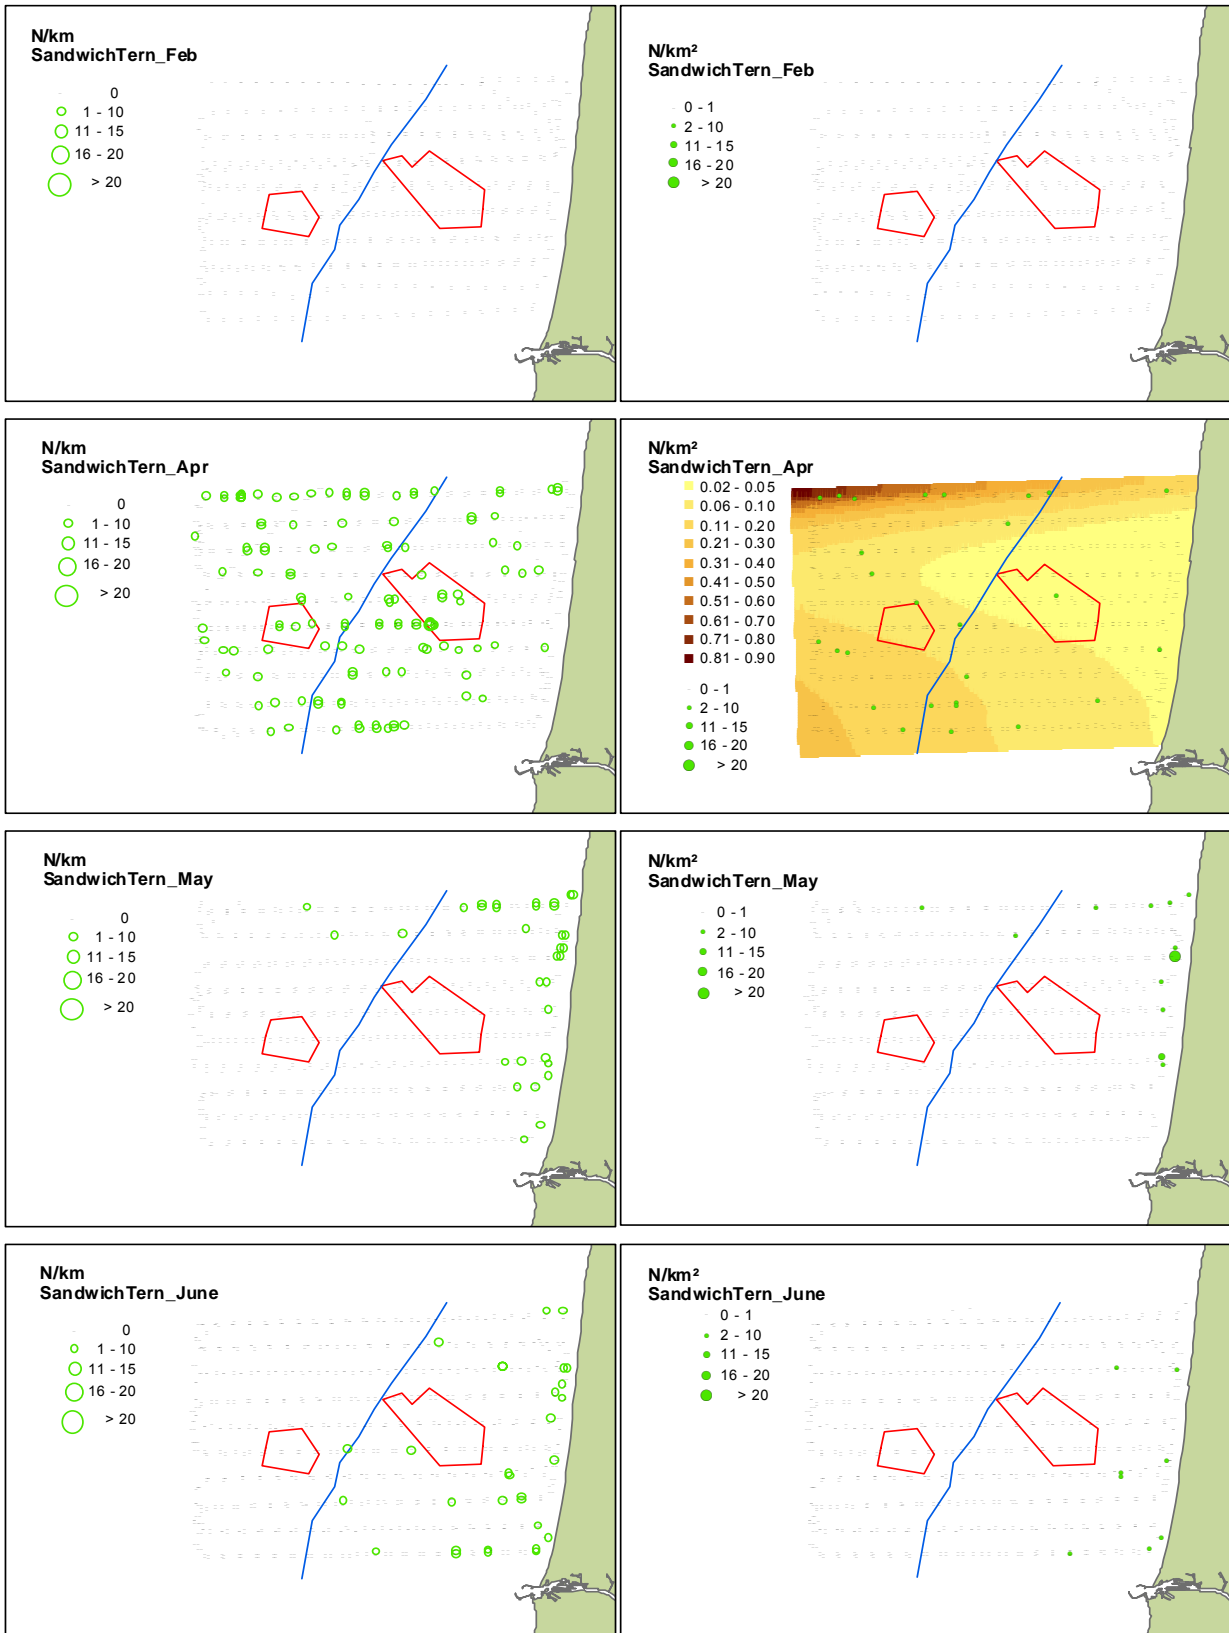 N/km
SandwichTern_Feb
0
1 - 10
11 - 15
16 - 20
> 20
N/km²
SandwichTern_Feb
0 - 1
2 - 10
11 - 15
16 - 20
> 20
N/km
SandwichTern_Apr
0
1 - 10
11 - 15
16 - 20
> 20
N/km²
SandwichTern_Apr
0.02 - 0.05
0.06 - 0.10
0.11 - 0.20
0.21 - 0.30
0.31 - 0.40
0.41 - 0.50
0.51 - 0.60
0.61 - 0.70
0.71 - 0.80
0.81 - 0.90
0 - 1
2 - 10
11 - 15
16 - 20
> 20
N/km
SandwichTern_May
0
1 - 10
11 - 15
16 - 20
> 20
N/km²
SandwichTern_May
0 - 1
2 - 10
11 - 15
16 - 20
> 20
N/km
SandwichTern_June
0
1 - 10
11 - 15
16 - 20
> 20
N/km²
SandwichTern_June
0 - 1
2 - 10
11 - 15
16 - 20
> 20